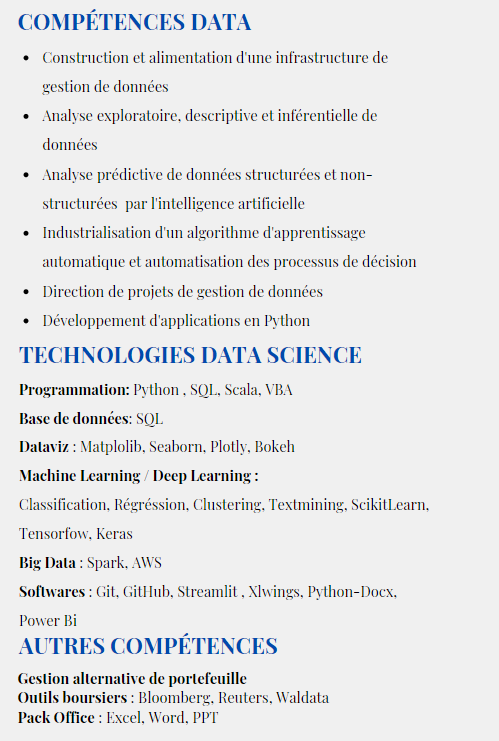 COMPÉTENCES DATA
• Construction et alimentation d'une infrastructure de
gestion de données
• Analyse exploratoire, descriptive et inférentielle de
données
• Analyse prédictive de données structurées et non-
structurées par l'intelligence artificielle
• Industrialisation d'un algorithme d'apprentissage
automatique et automatisation des processus de décision
• Direction de projets de gestion de données
• Développement d'applications en Python
TECHNOLOGIES DATA SCIENCE
Programmation: Python , SQL, Scala, VBA
Base de données: SQL
Dataviz : Matplolib, Seaborn, Plotly, Bokeh
Machine Learning / Deep Learning :
Classification, Régréssion, Clustering, Textmining, ScikitLearn,
Tensorfow, Keras
Big Data : Spark, AWS
Softwares : Git, GitHub, Streamlit , Xlwings, Python-Docx,
Power Bi
AUTRES COMPÉTENCES
Gestion alternative de portefeuille
Outils boursiers : Bloomberg, Reuters, Waldata
Pack Office : Excel, Word, PPT